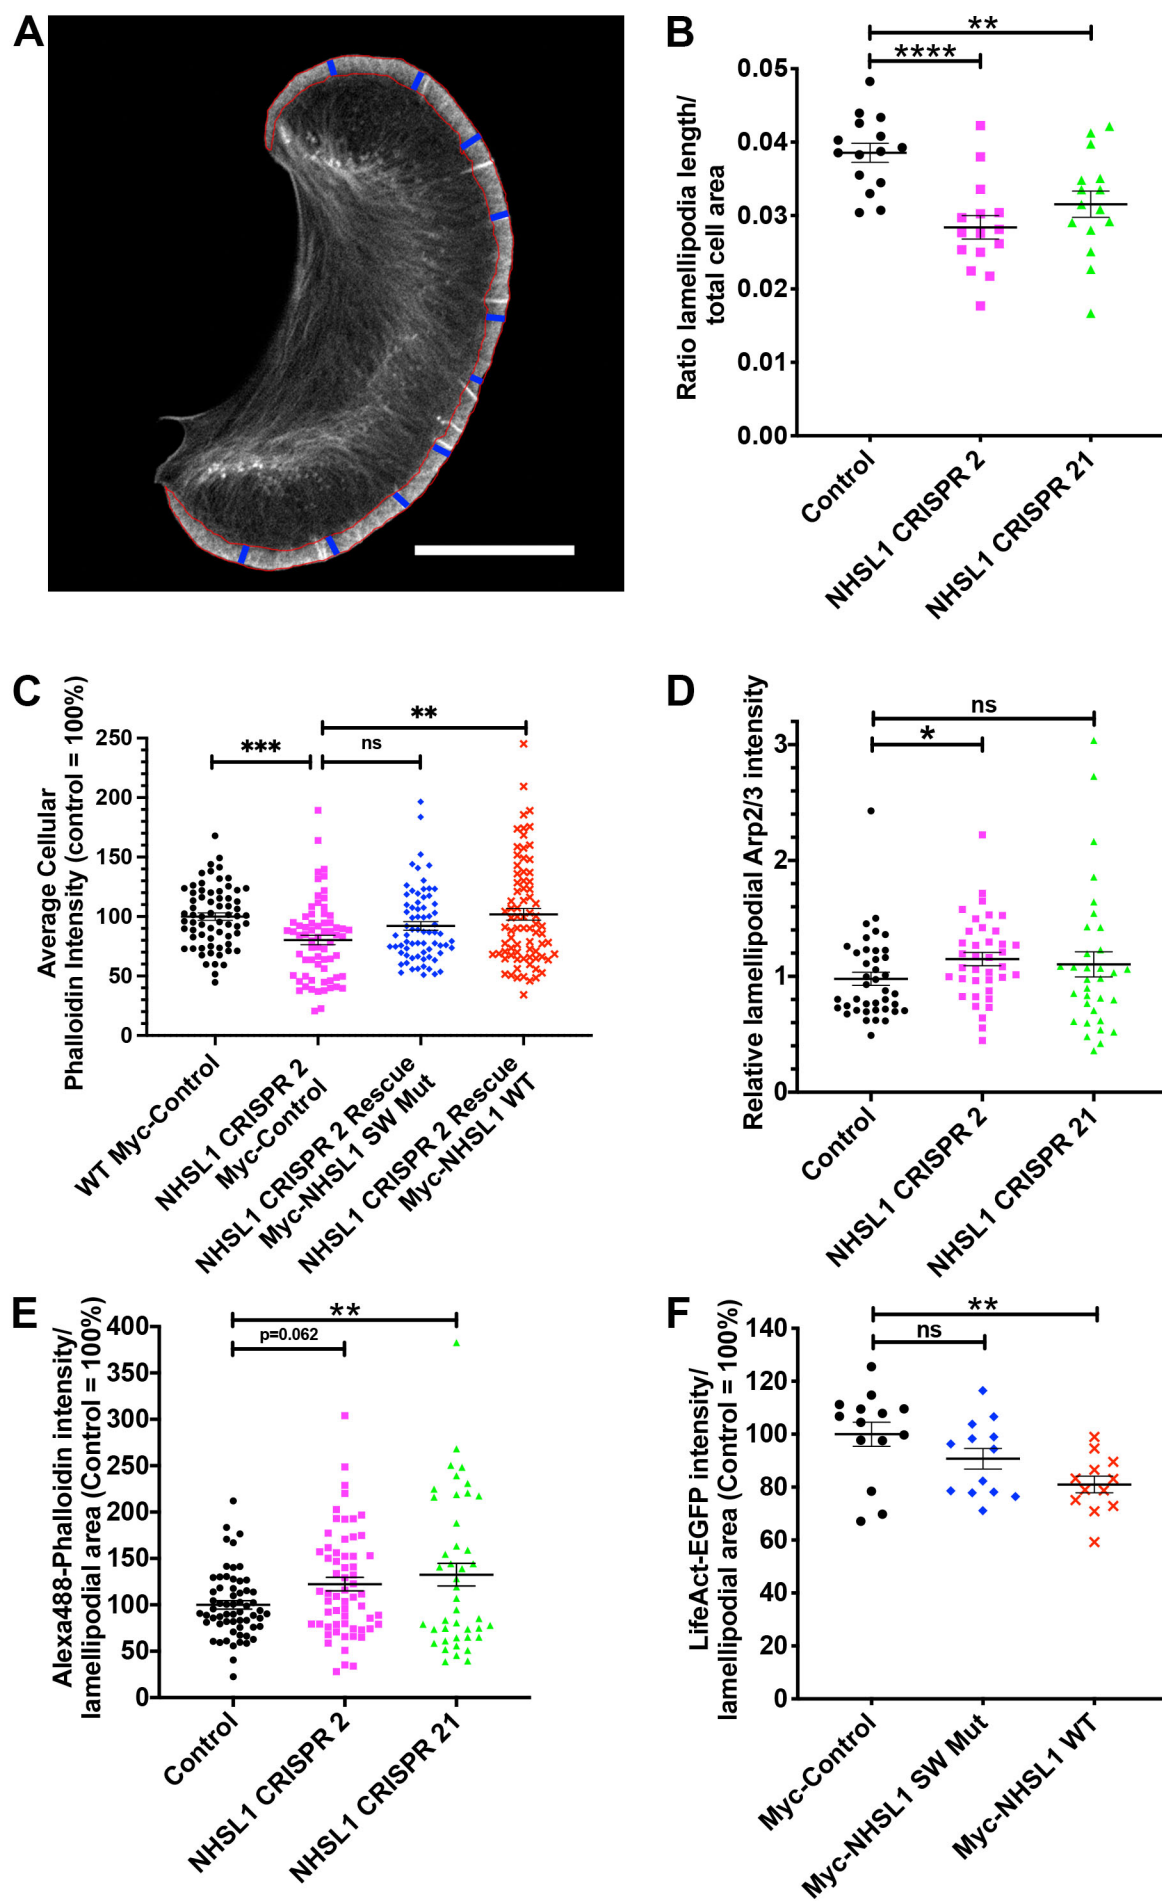 A
B
**
****
Ratio lamellipodia length/
total cell area
0.05
0.04
0.03
0.02
0.01
0.00
Control
NHSL1 CRISPR 2
NHSL1 CRISPR 21
C
**
***
ns
Average Cellular
Phalloidin Intensity (control = 100%)
250
200
150
100
50
0
WT Myc-Control
NHSL1 CRISPR 2
Myc-Control
NHSL1 CRISPR 2 Rescue
Myc-NHSL1 SW Mut
NHSL1 CRISPR 2 Rescue
Myc-NHSL1 WT
D
ns
*
Relative lamellipodial Arp2/3 intensity
3
2
1
0
Control
NHSL1 CRISPR 2
NHSL1 CRISPR 21
E
**
p=0.062
Alexa488-Phalloidin intensity/
lamellipodial area (Control = 100%)
400
350
300
250
200
150
100
50
0
Control
NHSL1 CRISPR 2
NHSL1 CRISPR 21
F
**
ns
LifeAct-EGFP intensity/
lamellipodial area (Control = 100%)
140
120
100
80
60
40
20
0
Myc-Control
Myc-NHSL1 SW Mut
Myc-NHSL1 WT